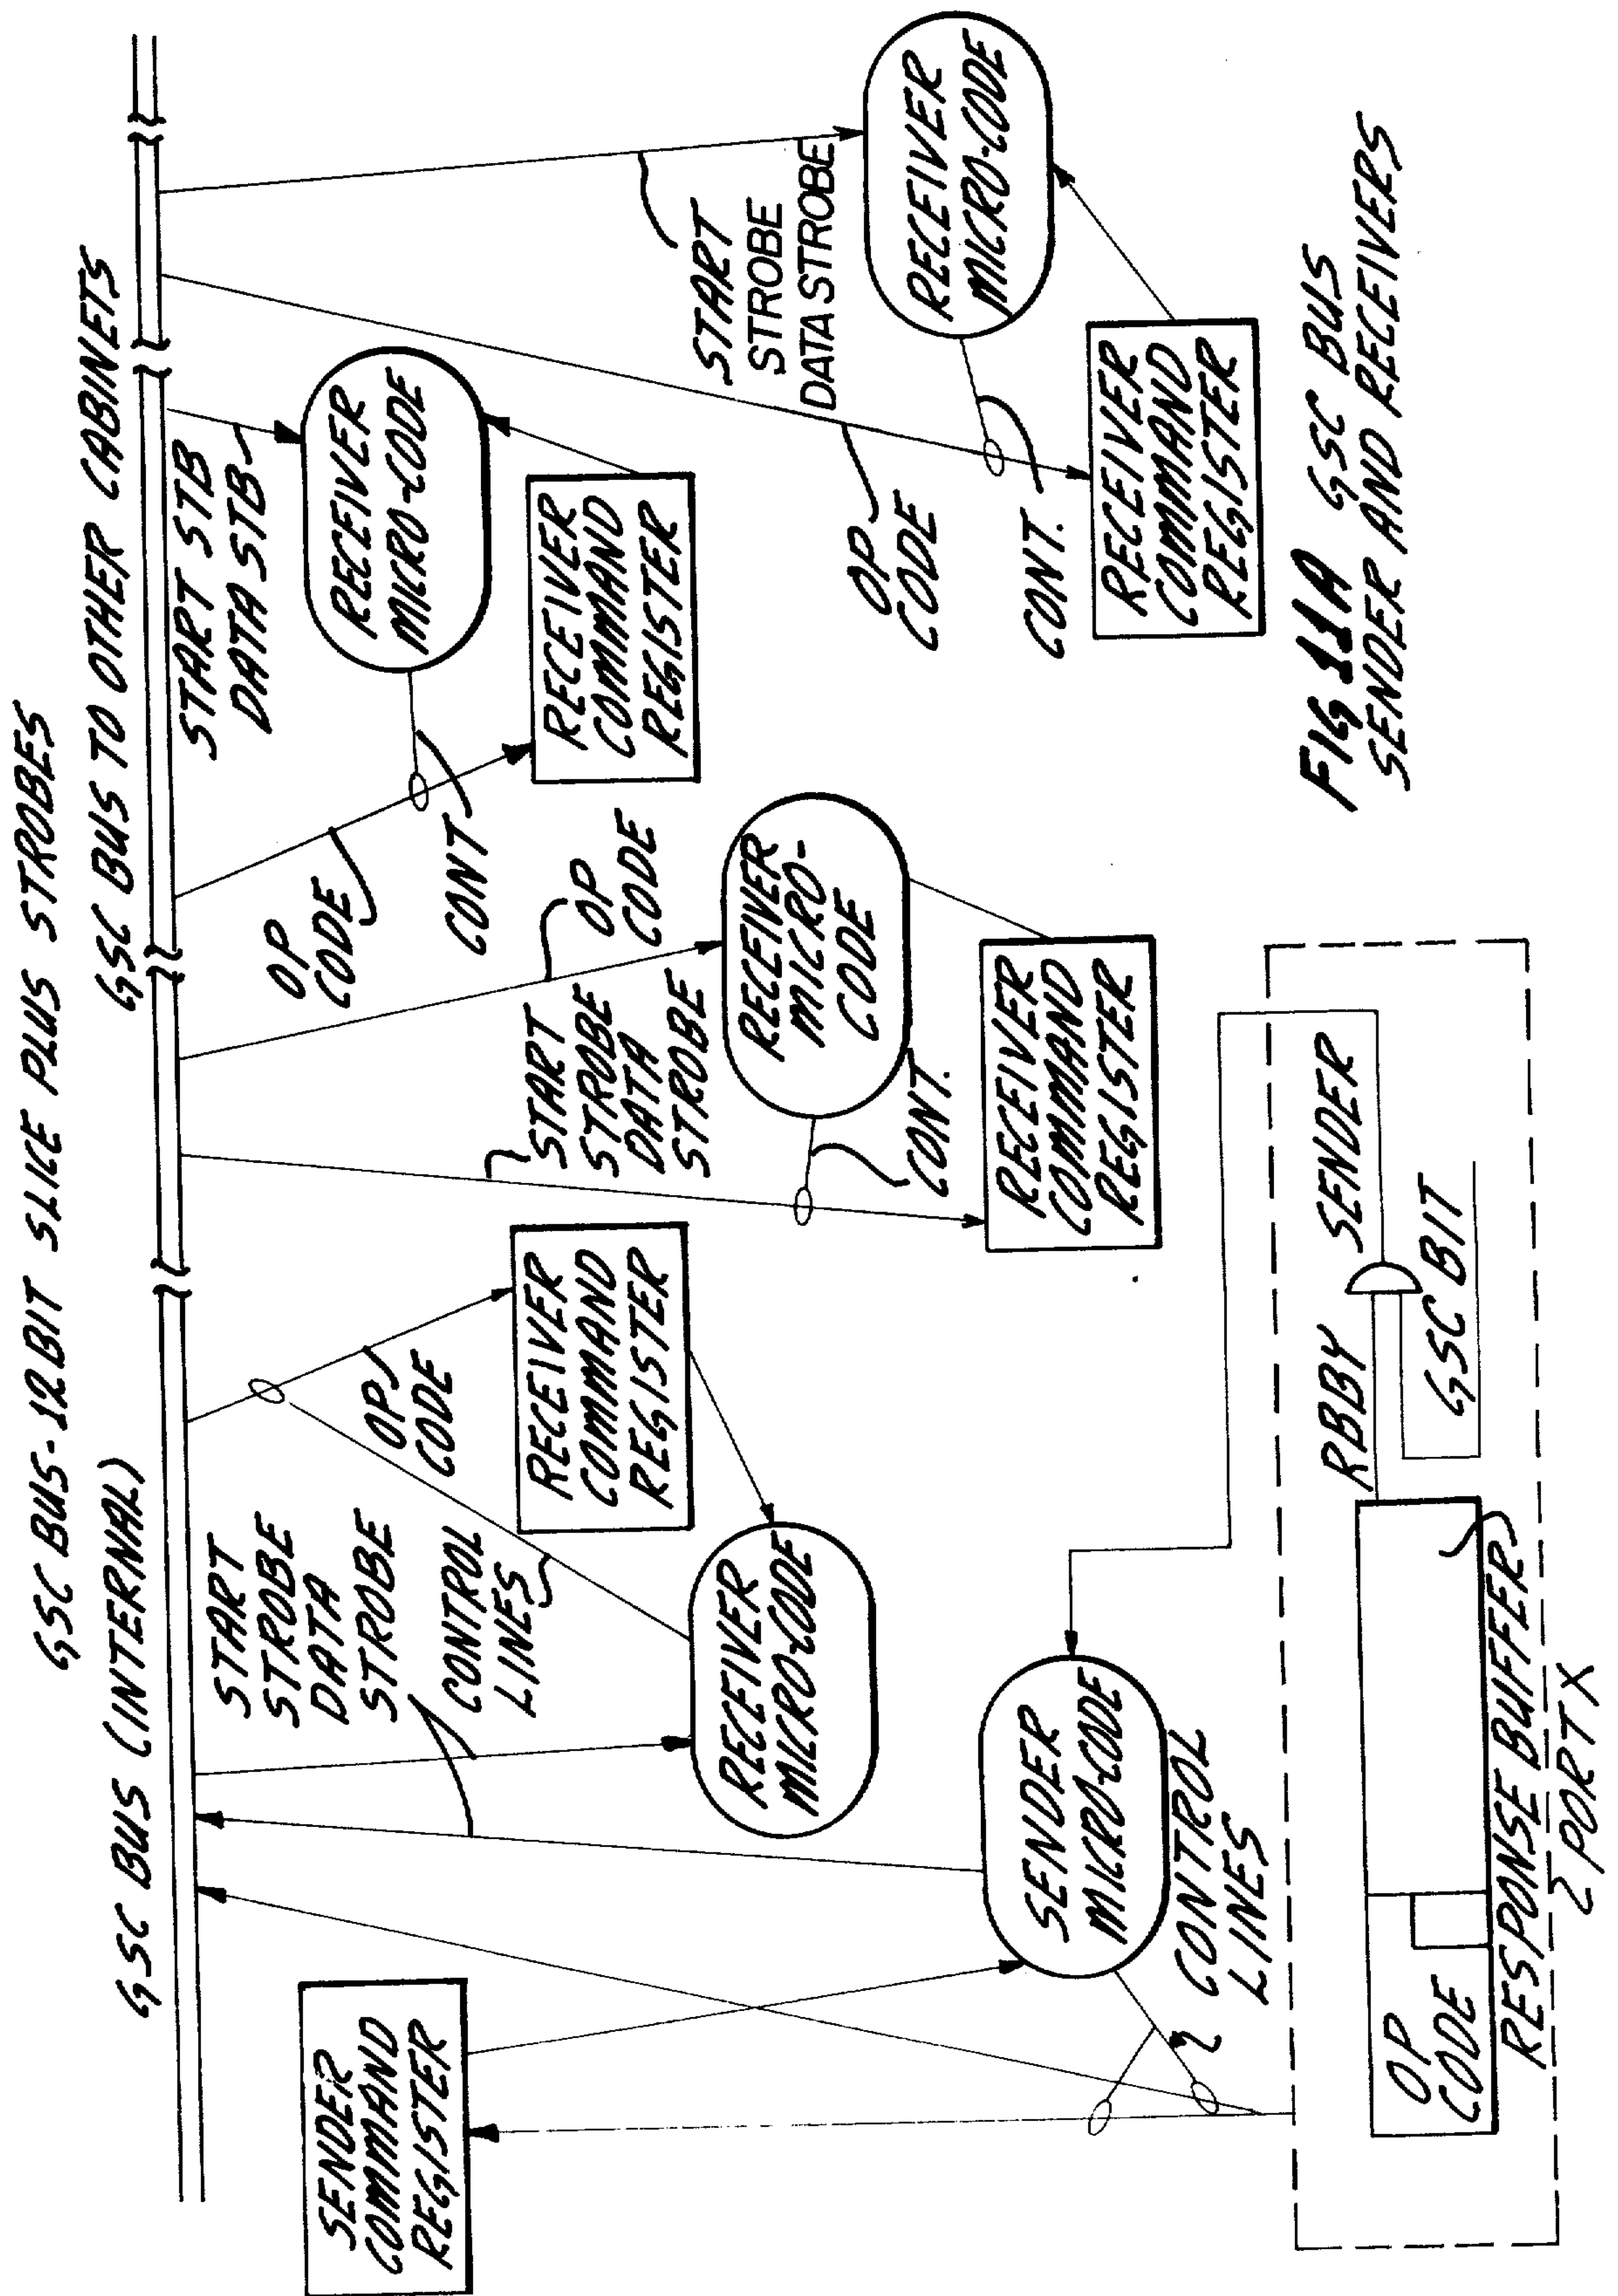 GSC BUS-12 BIT SLICE PLUS STROBES
GSC BUS (INTERNAL)
GSC BUS TO OTHER CABINETS
SENDER
COMMAND
REGISTER
START
STROBE
DATA
STROBE
CONTROL
LINES
OP
CODE
RECEIVER
COMMAND
REGISTER
RECEIVER
MICRO-CODE
SENDER
MICRO-CODE
CONTROL
LINES
START
STROBE
DATA
STROBE
OP
CODE
RECEIVER
MICRO-
CODE
CONT.
RECEIVER
COMMAND
REGISTER
OP
CODE
CONT
START STB
DATA STB
RECEIVER
MICRO-CODE
RECEIVER
COMMAND
REGISTER
START
STROBE
DATA STROBE
OP
CODE
CONT.
RECEIVER
MICRO-CODE
RECEIVER
COMMAND
REGISTER
OP
CODE
RESPONSE BUFFER
2 PORT X
RBBY
SENDER
GSC BIT
FIG 11A GSC BUS
SENDER AND RECEIVERS